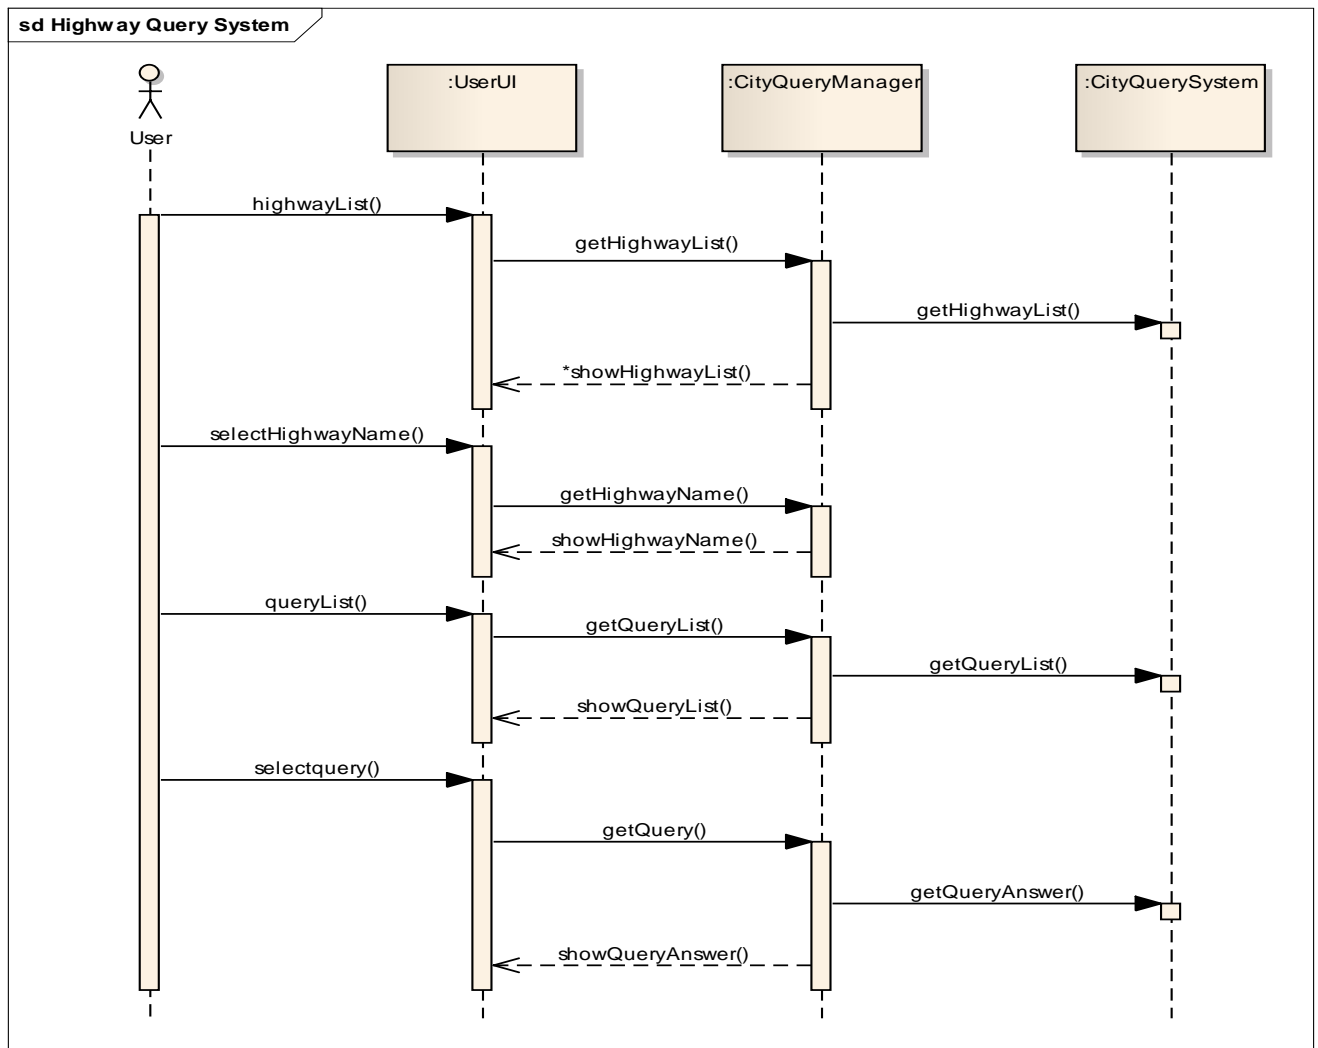 sd Highway Query System
User
:UserUI
:CityQueryManager
:CityQuerySystem
highwayList()
getHighwayList()
getHighwayList()
*showHighwayList()
selectHighwayName()
getHighwayName()
showHighwayName()
queryList()
getQueryList()
getQueryList()
showQueryList()
selectquery()
getQuery()
getQueryAnswer()
showQueryAnswer()